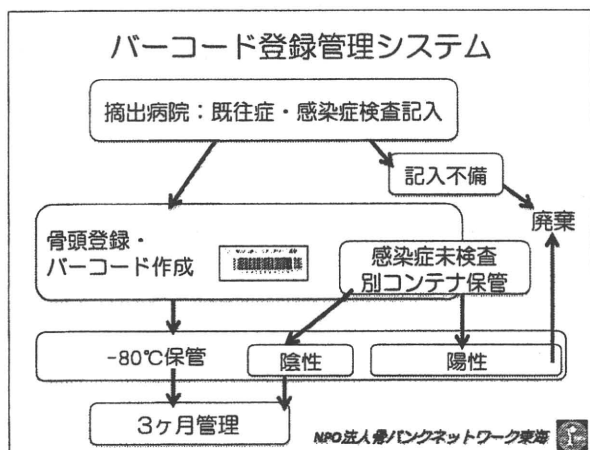 バーコード登録管理システム
摘出病院：既往症・感染症検査記入
記入不備
廃棄
骨頭登録・
バーコード作成
感染症未検査
別コンテナ保管
-80℃保管
陰性
陽性
3ヶ月管理
NPO法人骨バンクネットワーク東海